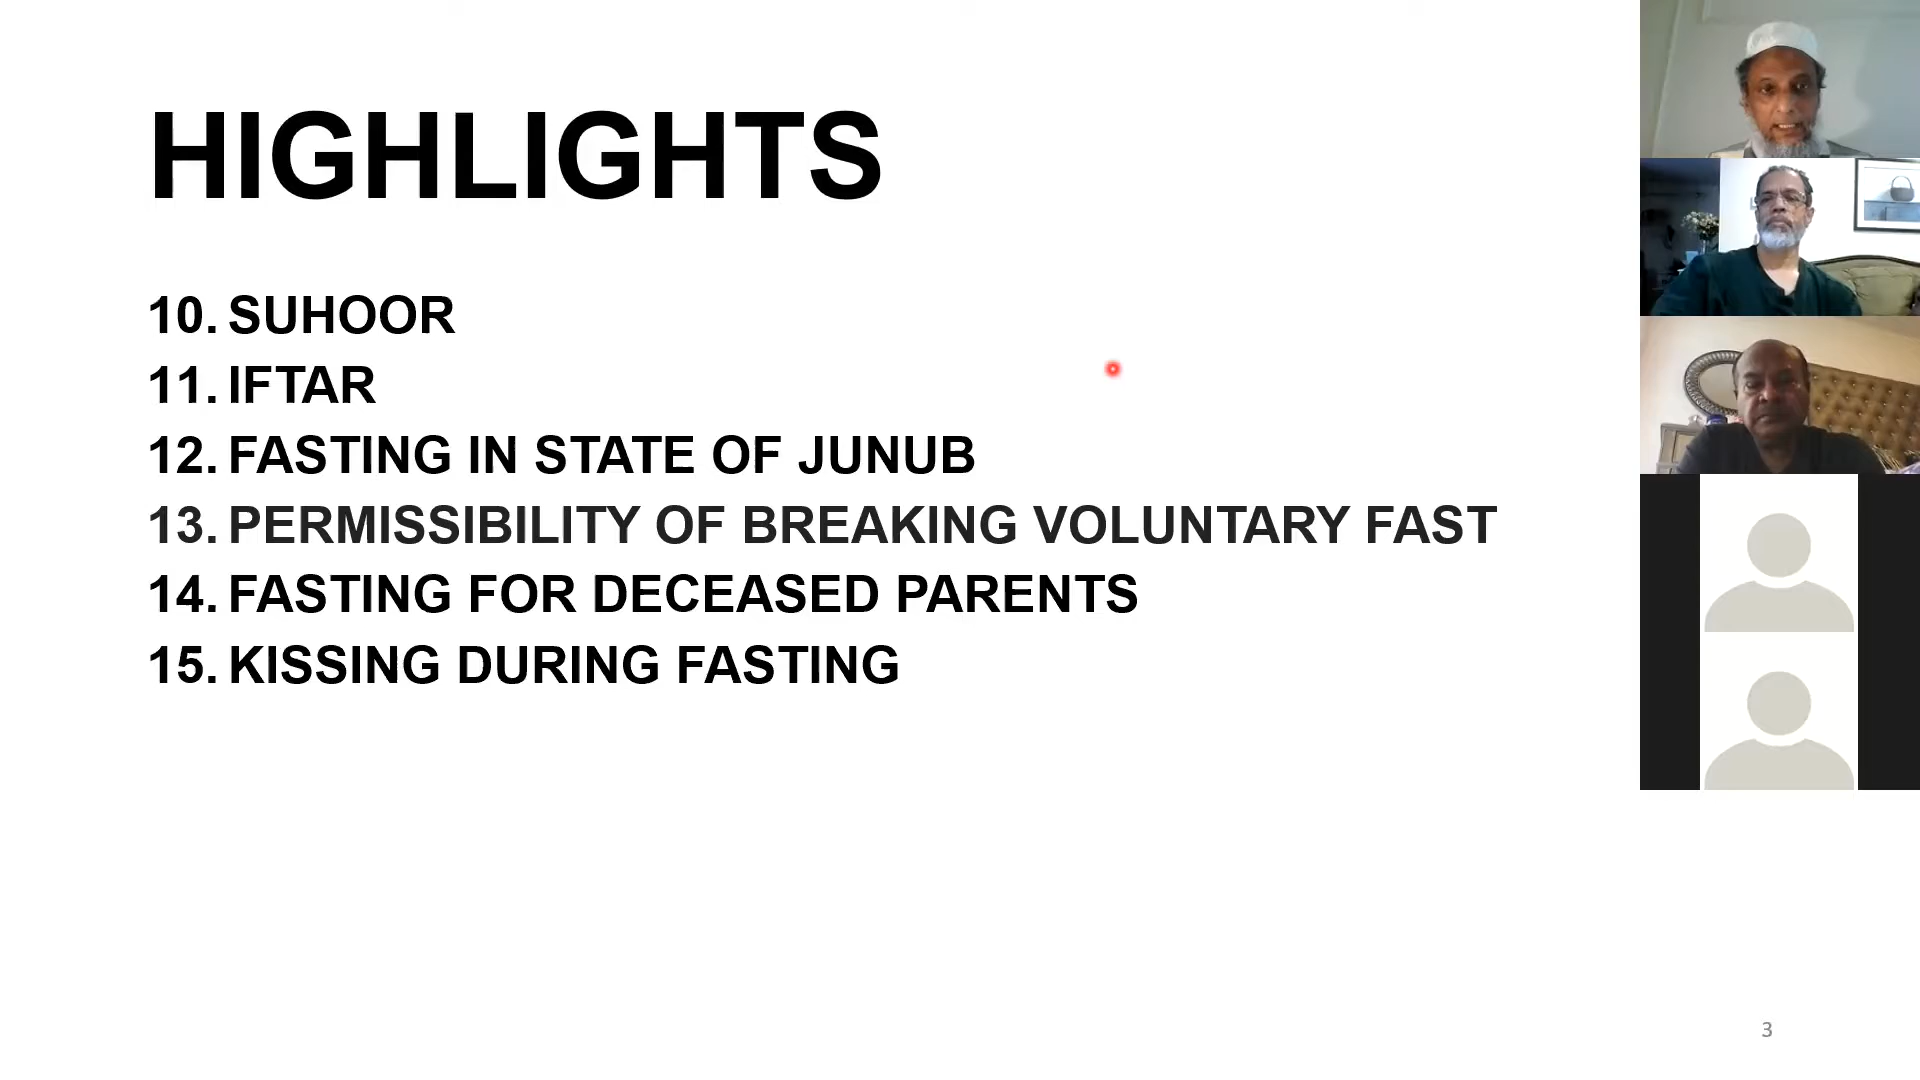 HIGHLIGHTS
10. SUHOOR
11. IFTAR
12. FASTING IN STATE OF JUNUB
13. PERMISSIBILITY OF BREAKING VOLUNTARY FAST
14. FASTING FOR DECEASED PARENTS
15. KISSING DURING FASTING
3